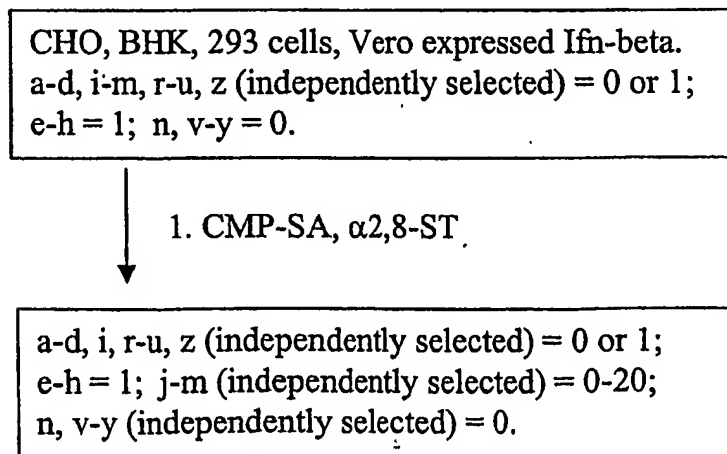 CHO, BHK, 293 cells, Vero expressed Ifn-beta.
a-d, i-m, r-u, z (independently selected) = 0 or 1;
e-h = 1; n, v-y = 0.
1. CMP-SA, α2,8-ST
a-d, i, r-u, z (independently selected) = 0 or 1;
e-h = 1; j-m (independently selected) = 0-20;
n, v-y (independently selected) = 0.